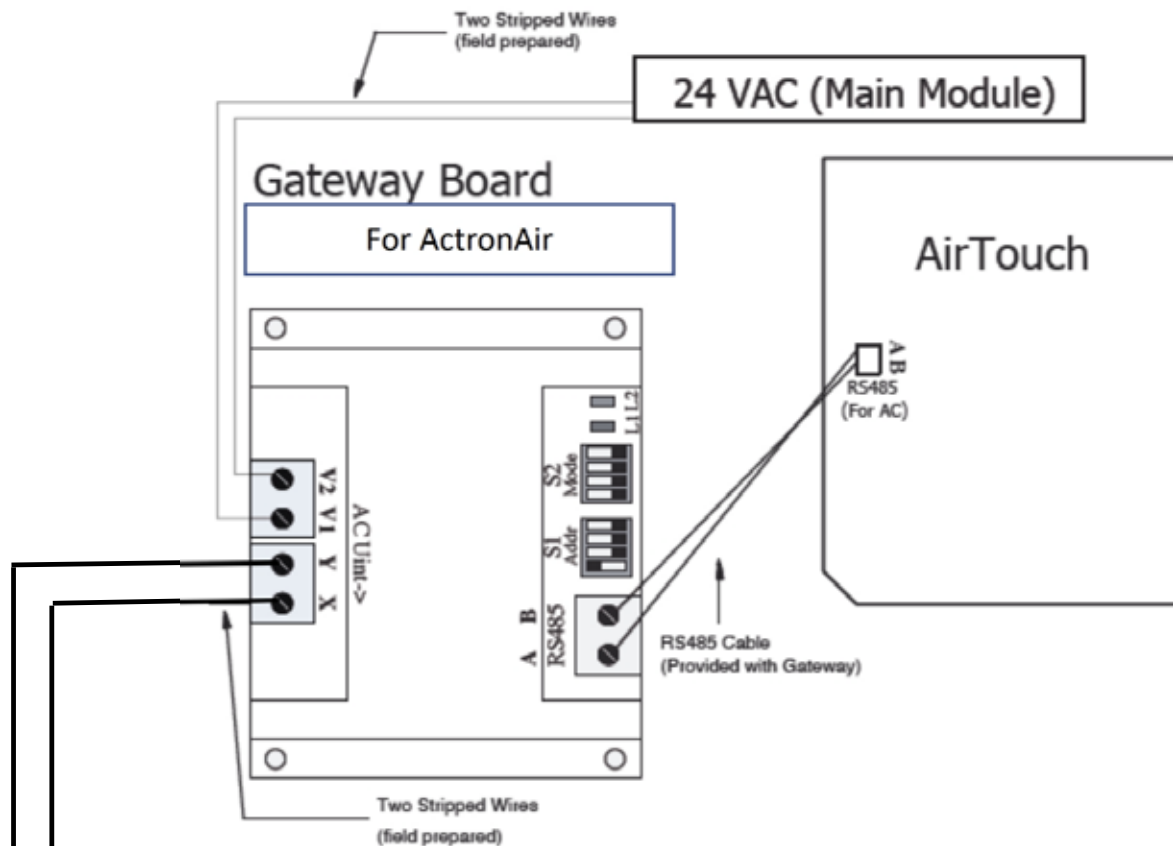 Two Stripped Wires
(field prepared)
24 VAC (Main Module)
Gateway Board
For ActronAir
AirTouch
A B
RS485
(For AC)
L1 L2
S2
Mode
S1
Addr
V2
V1
Y
X
AC Uint->
A B
RS485
RS485 Cable
(Provided with Gateway)
Two Stripped Wires
(field prepared)